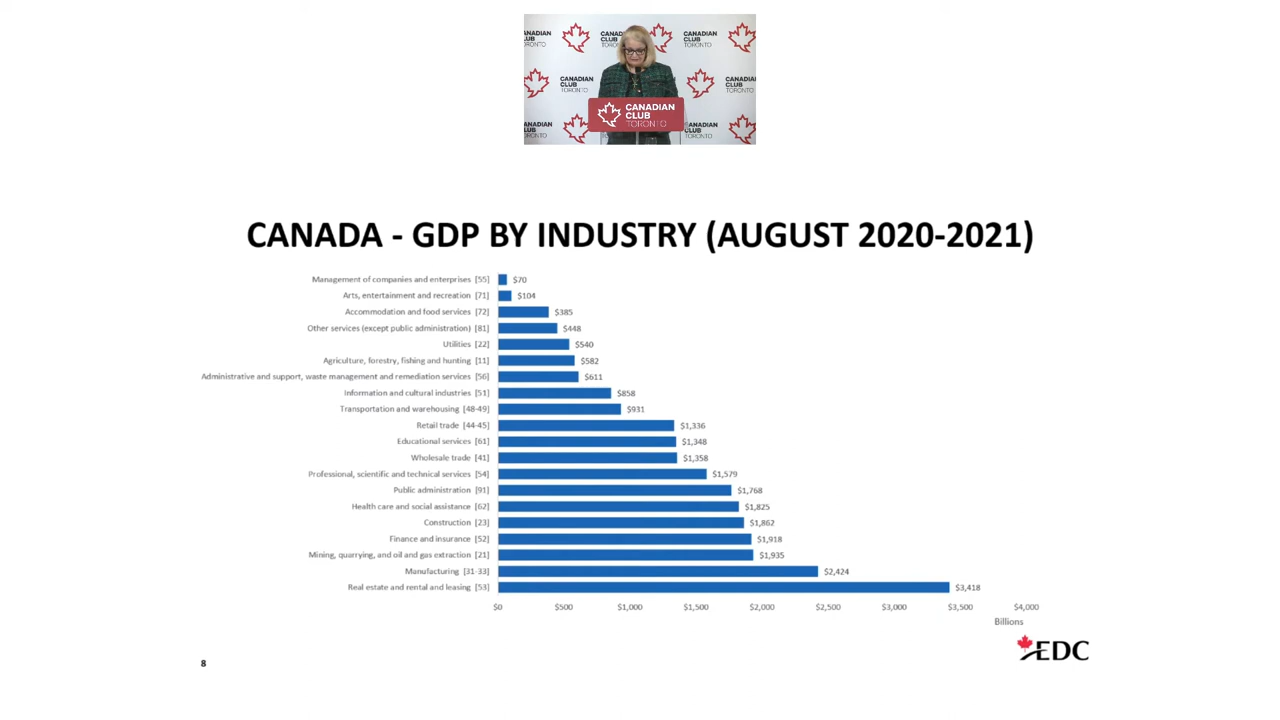 CANADIAN
CLUB
TORONTO
CANADA - GDP BY INDUSTRY (AUGUST 2020-2021)
Management of companies and enterprises [55] $70
Arts, entertainment and recreation [71] $104
Accommodation and food services [72] $385
Other services (except public administration) [81] $448
Utilities [22] $540
Agriculture, forestry, fishing and hunting [11] $582
Administrative and support, waste management and remediation services [56] $611
Information and cultural industries [51] $858
Transportation and warehousing [48-49] $931
Retail trade [44-45] $1,336
Educational services [61] $1,348
Wholesale trade [41] $1,358
Professional, scientific and technical services [54] $1,579
Public administration [91] $1,768
Health care and social assistance [62] $1,825
Construction [23] $1,862
Finance and insurance [52] $1,918
Mining, quarrying, and oil and gas extraction [21] $1,935
Manufacturing [31-33] $2,424
Real estate and rental and leasing [53] $3,418
$0 $500 $1,000 $1,500 $2,000 $2,500 $3,000 $3,500 $4,000
Billions
EDC
8